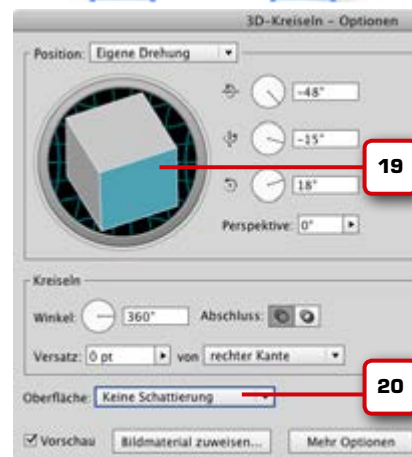 3D-Kreiseln – Optionen
Position: Eigene Drehung
-48°
-15°
19
18°
Perspektive: 0°
Kreiseln
Winkel: 360° Abschluss:
Versatz: 0 pt von rechter Kante
20
Oberfläche: Keine Schattierung
Vorschau Bildmaterial zuweisen... Mehr Optionen